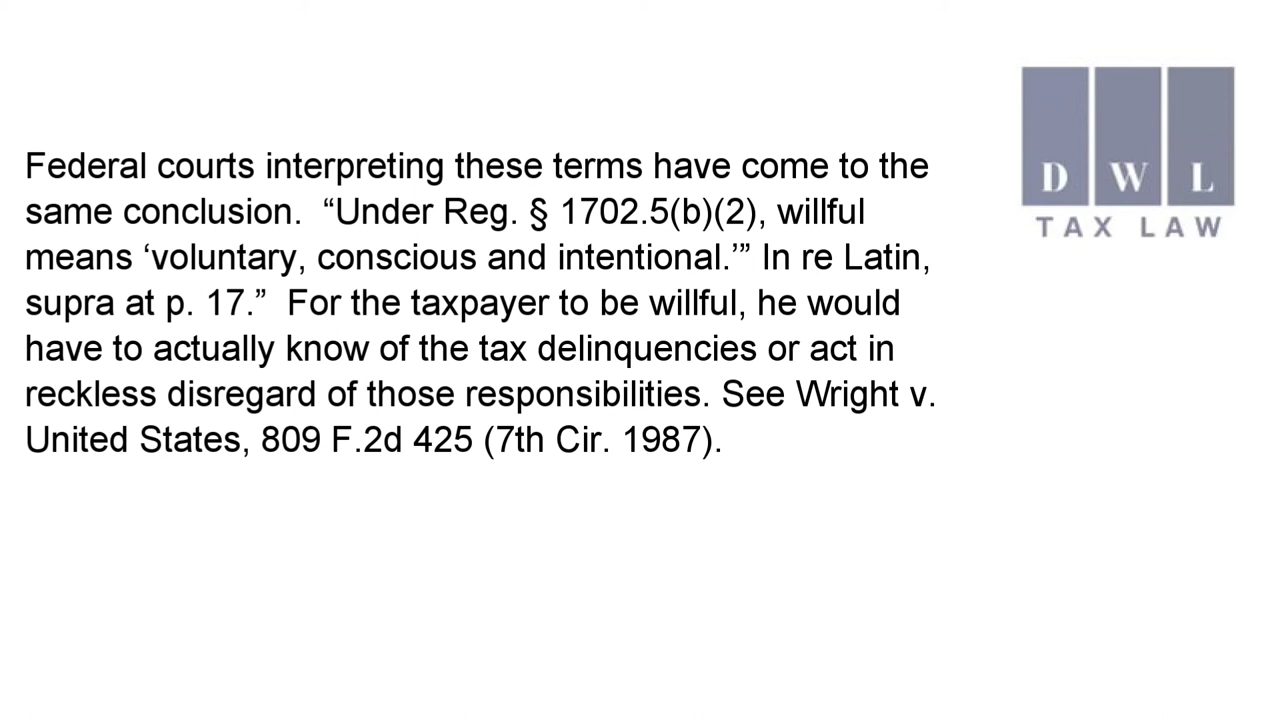 Federal courts interpreting these terms have come to the
same conclusion.  “Under Reg. § 1702.5(b)(2), willful
means ‘voluntary, conscious and intentional.’” In re Latin,
supra at p. 17.”  For the taxpayer to be willful, he would
have to actually know of the tax delinquencies or act in
reckless disregard of those responsibilities. See Wright v.
United States, 809 F.2d 425 (7th Cir. 1987).
D W L
TAX LAW